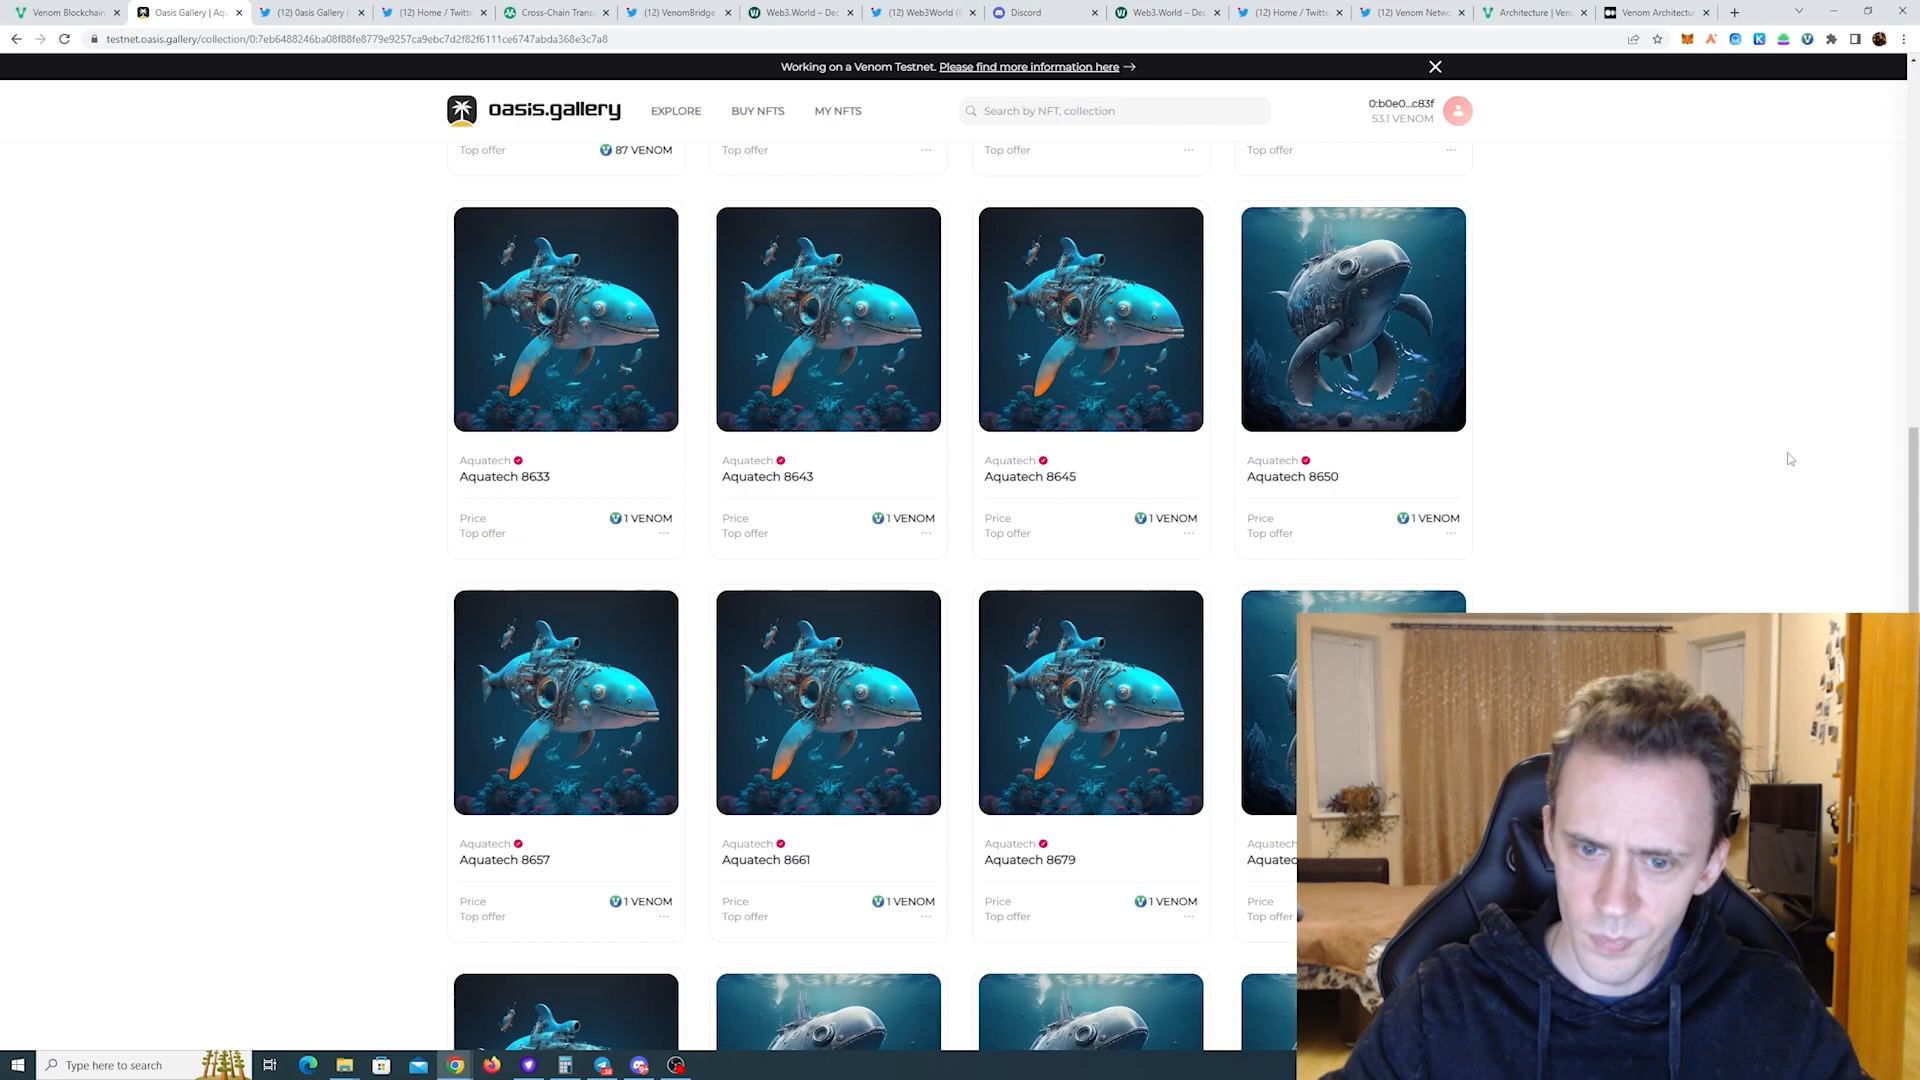 Venom Blockchain
Oasis Gallery | Aqu
(12) Oasis Gallery (
(12) Home / Twitte
Cross-Chain Trans
(12) VenomBridge
Web3.World – Dec
(12) Web3World (
Discord
Web3.World – Dec
(12) Home / Twitte
(12) Venom Netwo
Architecture | Ven
Venom Architectu
testnet.oasis.gallery/collection/0:7eb6488246ba08f88fe8779e9257ca9ebc7d2f82f6111ce6747abda368e3c7a8
Working on a Venom Testnet. Please find more information here →
oasis.gallery
EXPLORE
BUY NFTS
MY NFTS
Search by NFT, collection
0:b0e0...c83f
53.1 VENOM
Top offer
87 VENOM
Top offer
...
Top offer
...
Top offer
...
Aquatech
Aquatech 8633
Price
1 VENOM
Top offer
...
Aquatech
Aquatech 8643
Price
1 VENOM
Top offer
...
Aquatech
Aquatech 8645
Price
1 VENOM
Top offer
...
Aquatech
Aquatech 8650
Price
1 VENOM
Top offer
...
Aquatech
Aquatech 8657
Price
1 VENOM
Top offer
...
Aquatech
Aquatech 8661
Price
1 VENOM
Top offer
...
Aquatech
Aquatech 8679
Price
1 VENOM
Top offer
...
Aquatech
Aquatec
Price
Top offer
Type here to search